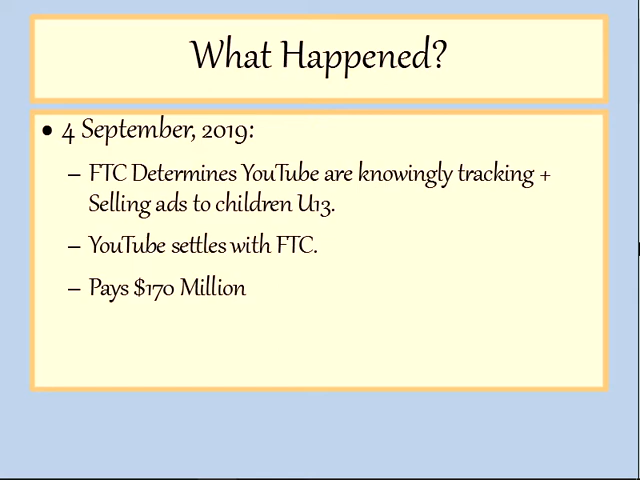 What Happened?
• 4 September, 2019:
– FTC Determines YouTube are knowingly tracking +
Selling ads to children U13.
– YouTube settles with FTC.
– Pays $170 Million